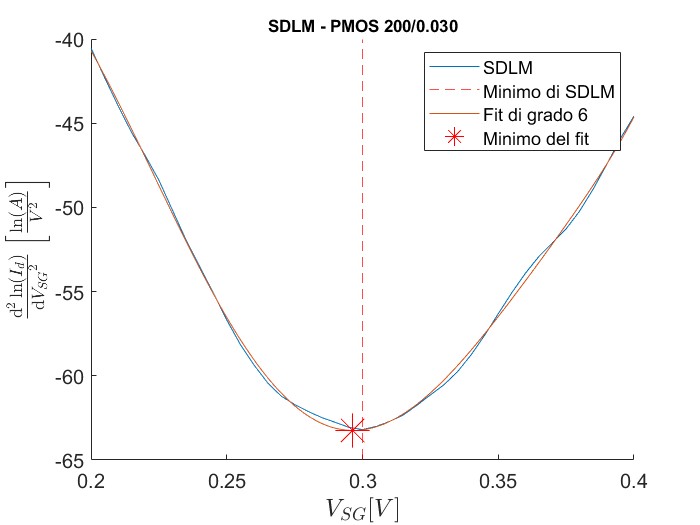 SDLM - PMOS 200/0.030
-40
-45
-50
-55
-60
-65
0.2
0.25
0.3
0.35
0.4
SDLM
Minimo di SDLM
Fit di grado 6
Minimo del fit
d² ln(I_d)/dV_SG² [ln(A)/V²]
V_SG[V]